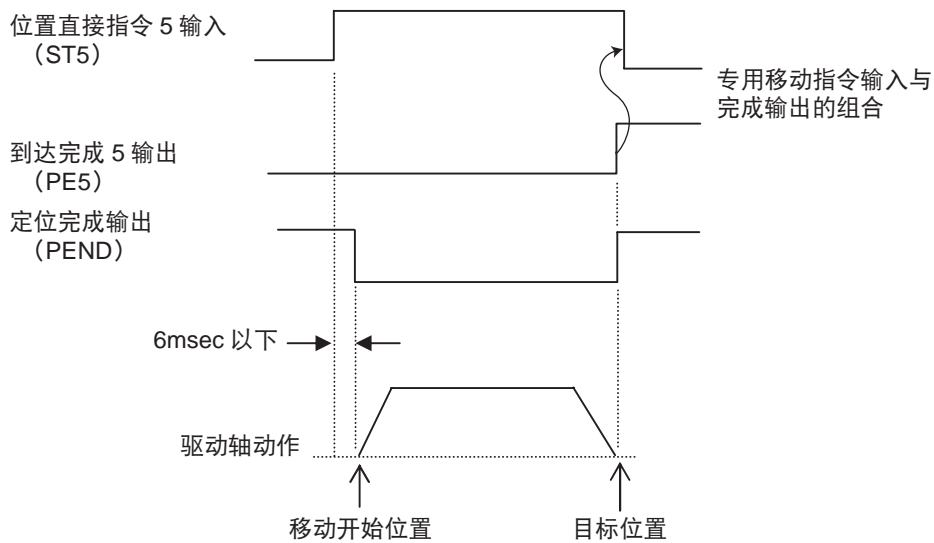 位置直接指令 5 输入
（ST5）
专用移动指令输入与
完成输出的组合
到达完成 5 输出
（PE5）
定位完成输出
（PEND）
6msec 以下
驱动轴动作
移动开始位置
目标位置